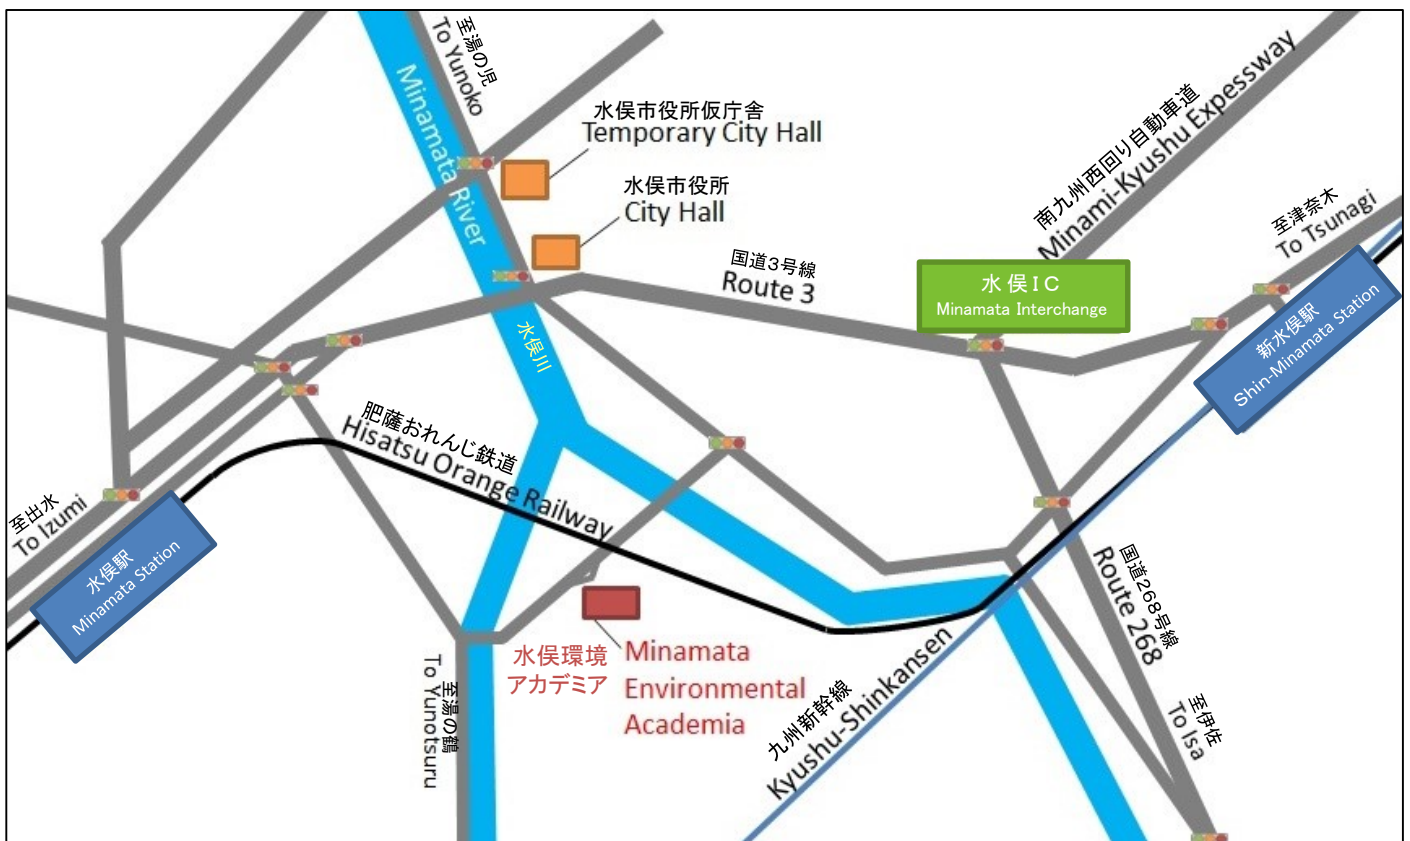 至湯の児
To Yunoko
Minamata River
水俣市役所仮庁舎
Temporary City Hall
水俣市役所
City Hall
国道3号線
Route 3
南九州西回り自動車道
Minami-Kyushu Expessway
至津奈木
To Tsunagi
水俣IC
Minamata Interchange
新水俣駅
Shin-Minamata Station
水俣川
肥薩おれんじ鉄道
Hisatsu Orange Railway
至出水
To Izumi
水俣駅
Minamata Station
国道268号線
Route 268
水俣環境
アカデミア
Minamata
Environmental
Academia
至湯の鶴
To Yunotsuru
九州新幹線
Kyushu-Shinkansen
至伊佐
To Isa